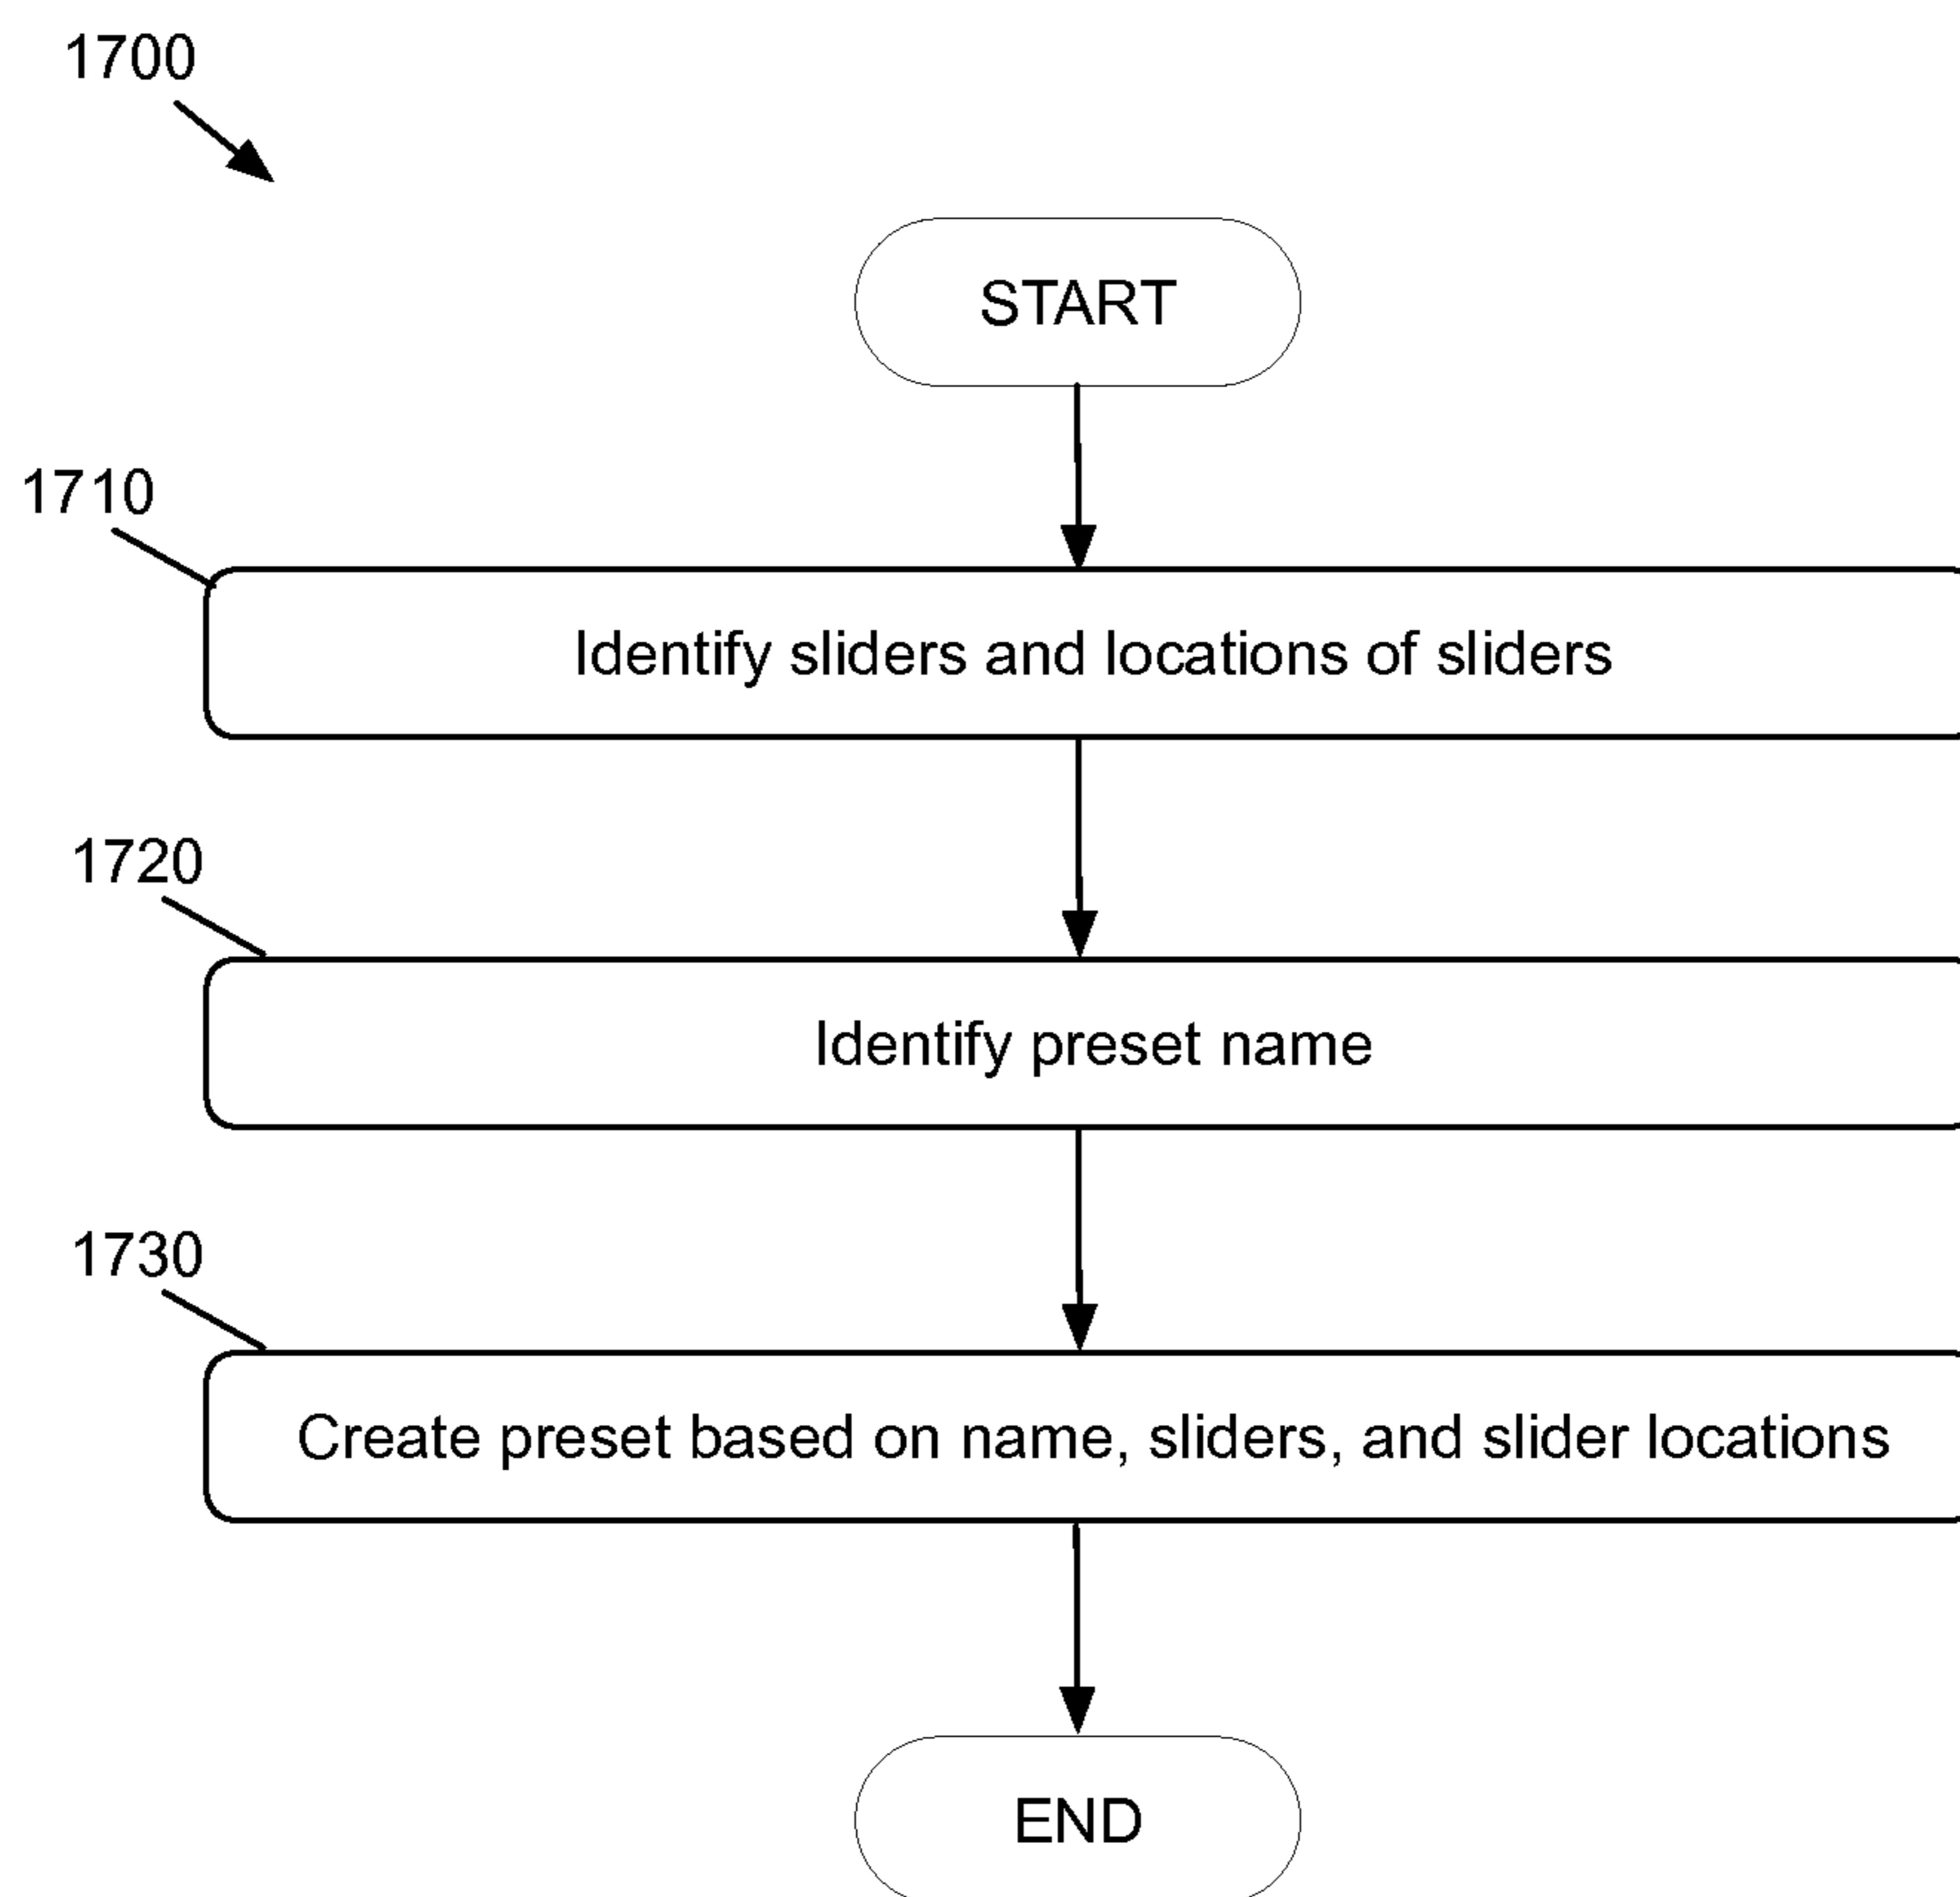 1700
START
1710
Identify sliders and locations of sliders
1720
Identify preset name
1730
Create preset based on name, sliders, and slider locations
END